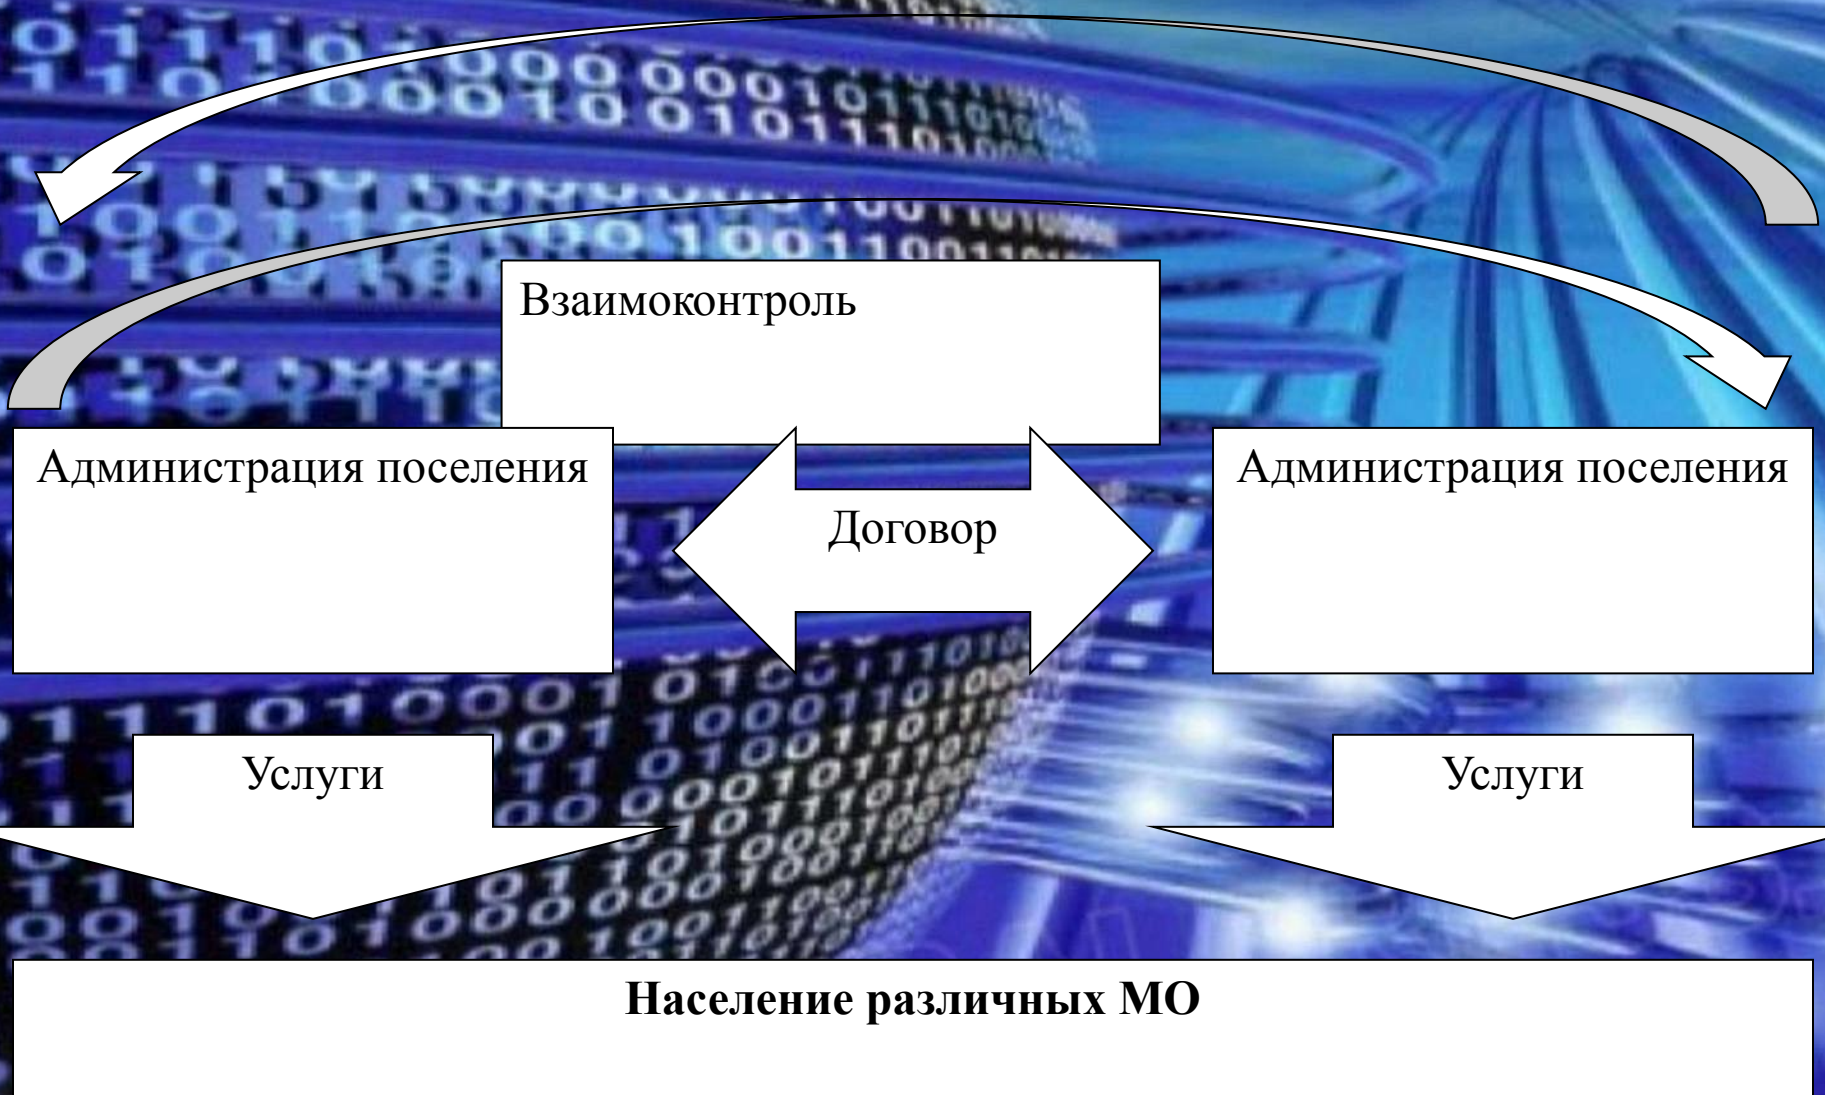 Взаимоконтроль
Администрация поселения
Договор
Администрация поселения
Услуги
Услуги
Население различных МО